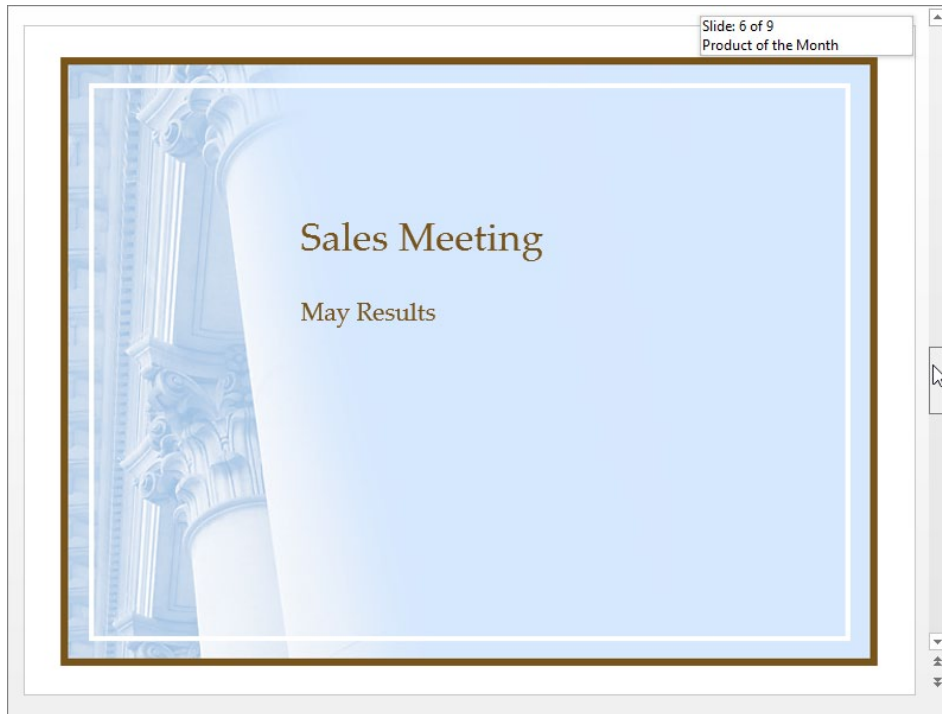 Slide: 6 of 9
Product of the Month
Sales Meeting
May Results